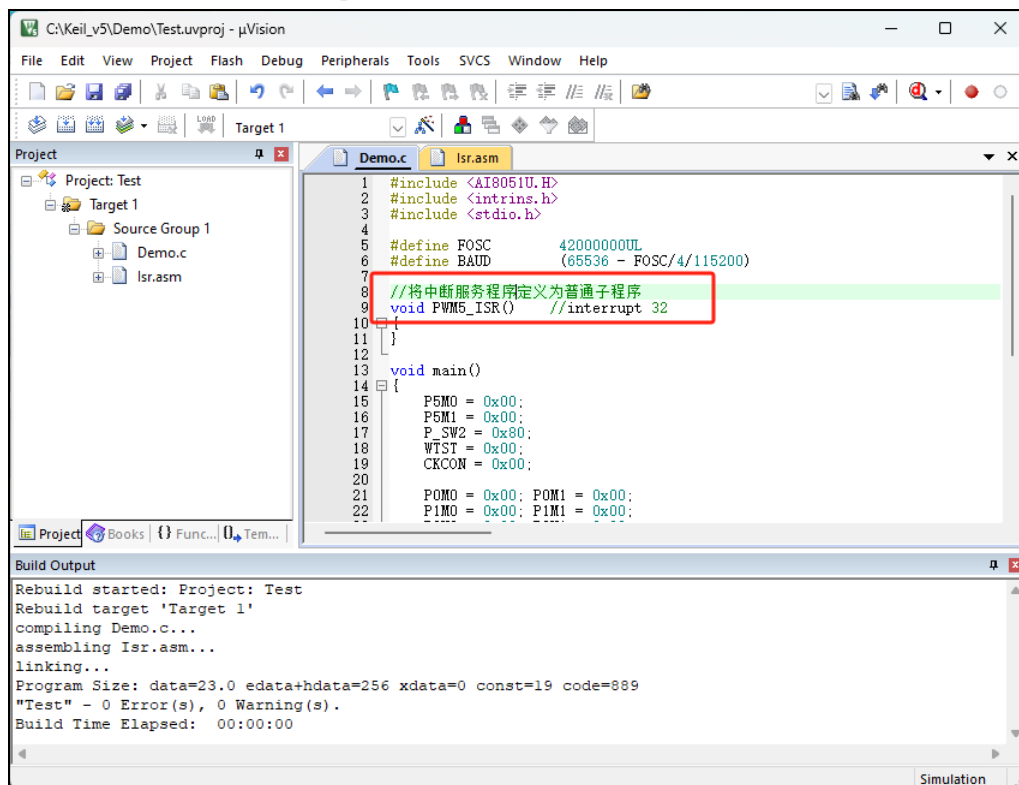 C:\Keil_v5\Demo\Test.uvproj - µVision
File Edit View Project Flash Debug Peripherals Tools SVCS Window Help
LOAD Target 1
Project
Demo.c Isr.asm
Project: Test
Target 1
Source Group 1
Demo.c
Isr.asm
1 #include <AI8051U.H>
2 #include <intrins.h>
3 #include <stdio.h>
4
5 #define FOSC 42000000UL
6 #define BAUD (65536 - FOSC/4/115200)
7
8 //将中断服务程序定义为普通子程序
9 void PWM5_ISR() //interrupt 32
10 {
11 }
12
13 void main()
14 {
15 P5M0 = 0x00;
16 P5M1 = 0x00;
17 P_SW2 = 0x80;
18 WTST = 0x00;
19 CKCON = 0x00;
20
21 P0M0 = 0x00; P0M1 = 0x00;
22 P1M0 = 0x00; P1M1 = 0x00;
Project Books {} Func... 0 Tem...
Build Output
Rebuild started: Project: Test
Rebuild target 'Target 1'
compiling Demo.c...
assembling Isr.asm...
linking...
Program Size: data=23.0 edata+hdata=256 xdata=0 const=19 code=889
"Test" - 0 Error(s), 0 Warning(s).
Build Time Elapsed: 00:00:00
Simulation